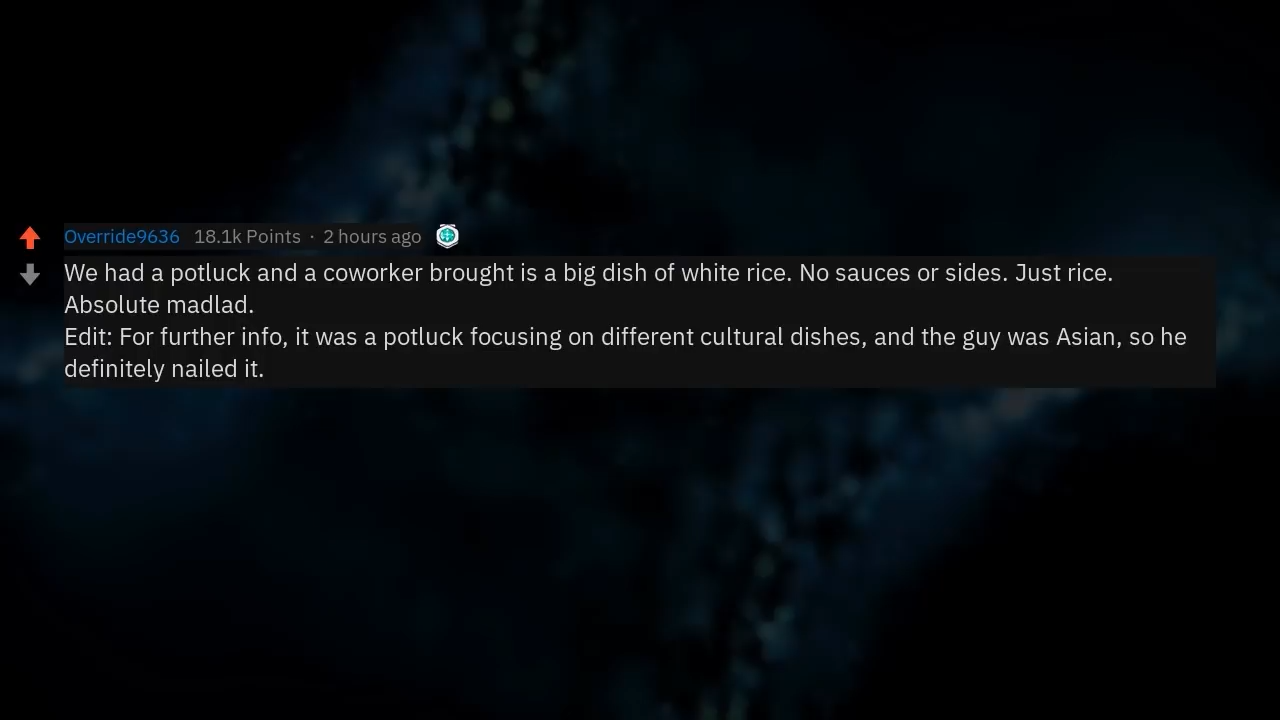 Override9636 18.1k Points · 2 hours ago
We had a potluck and a coworker brought is a big dish of white rice. No sauces or sides. Just rice.
Absolute madlad.
Edit: For further info, it was a potluck focusing on different cultural dishes, and the guy was Asian, so he
definitely nailed it.